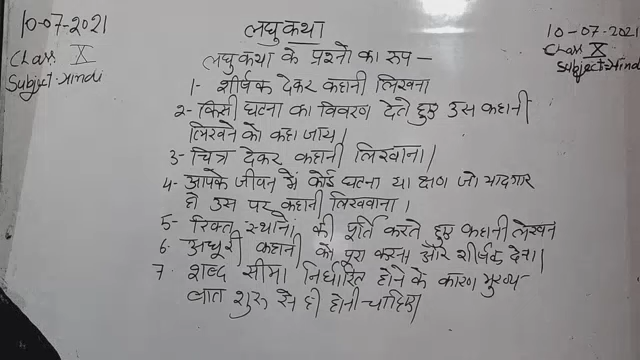 10-07-2021
Class X
Subject-Hindi
लघु कथा
10-07-2021
Class X
Subject-Hindi
लघु कथा के प्रश्नो का रूप —
1- शीर्षक देकर कहानी लिखना
2- किसी घटना का विवरण देते हुए उस कहानी
लिखने को कहा जाय।
3- चित्र देकर कहानी लिखाना।
4- आपके जीवन में कोई घटना या क्षण जो यादगार
हो उस पर कहानी लिखवाना।
5- रिक्त स्थानों की पूर्ति करते हुए कहानी लेखन
6. अधूरी कहानी को पूरा करना और शीर्षक देना।
7. शब्द सीमा निर्धारित होने के कारण मुख्य
बात शुरू से ही होनी चाहिए।